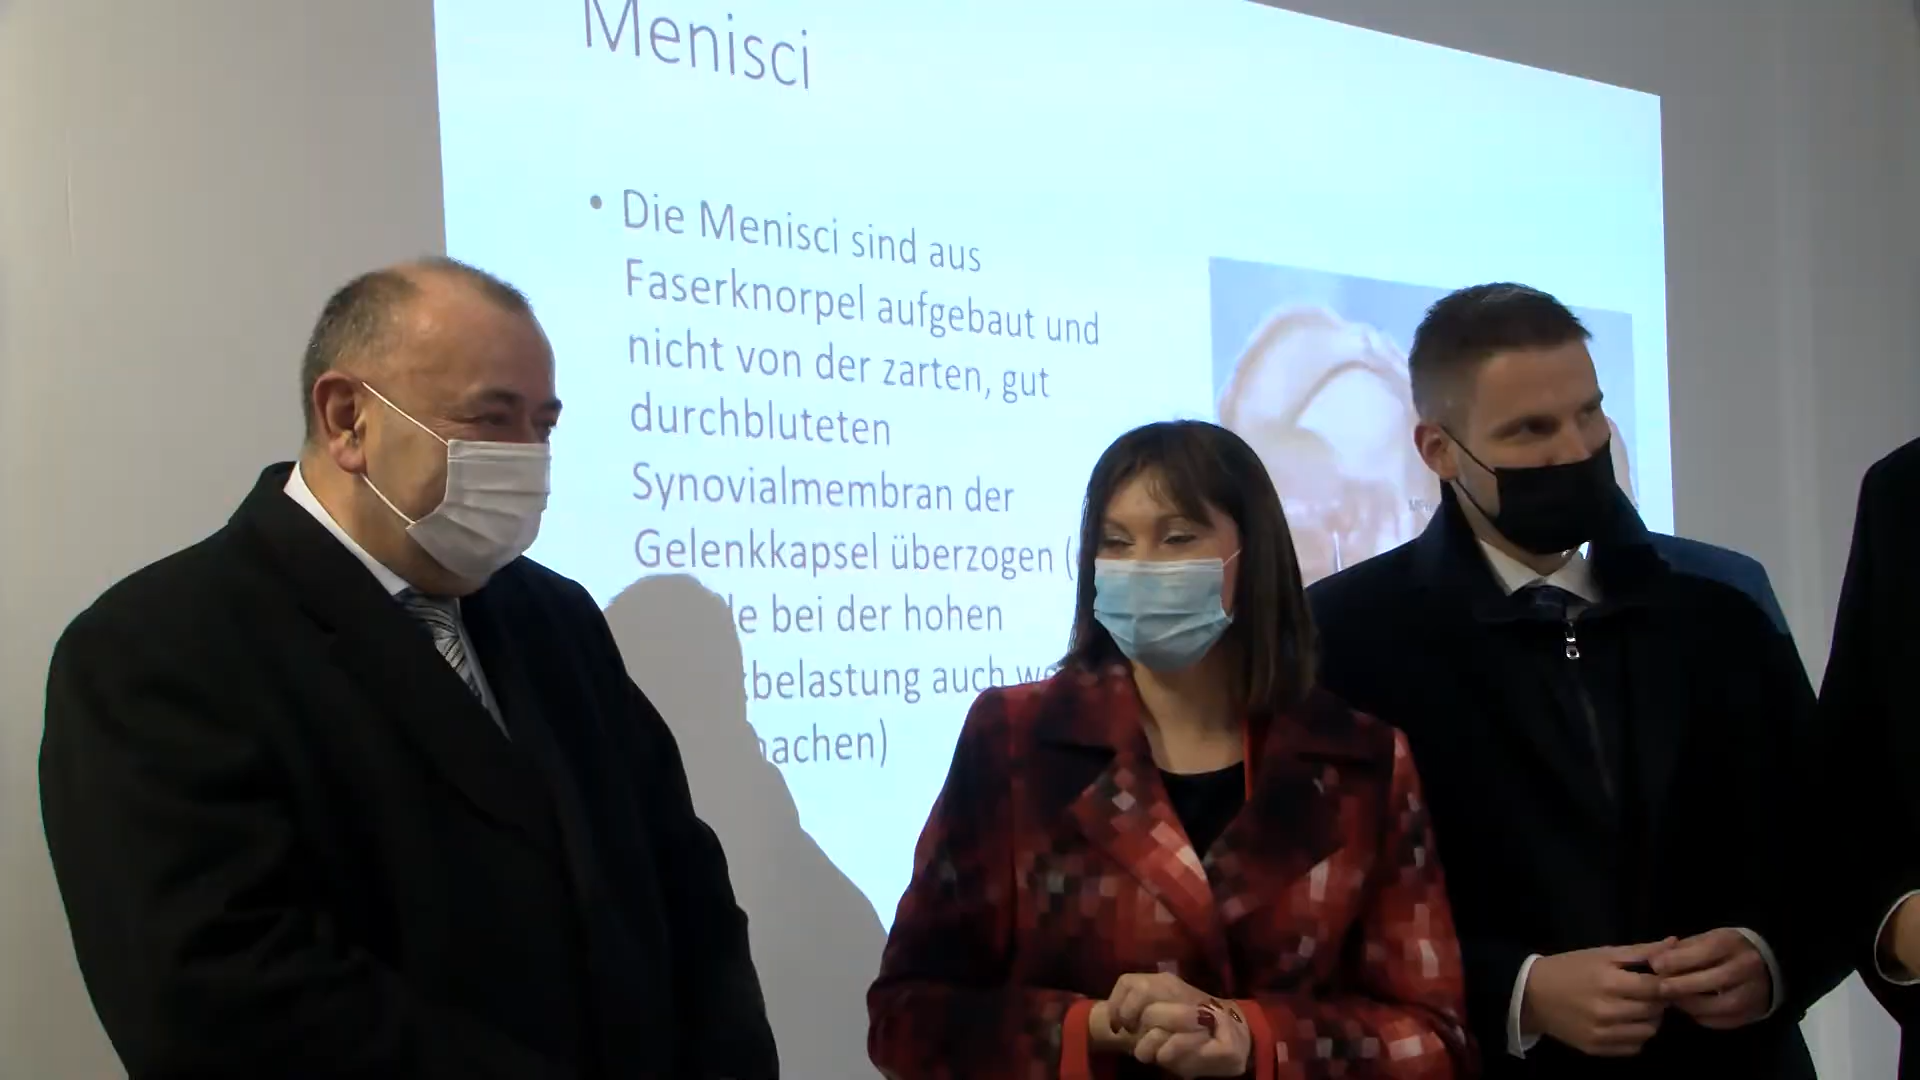 Menisci
• Die Menisci sind aus
Faserknorpel aufgebaut und
nicht von der zarten, gut
durchbluteten
Synovialmembran der
Gelenkkapsel überzogen (
bei der hohen
auch